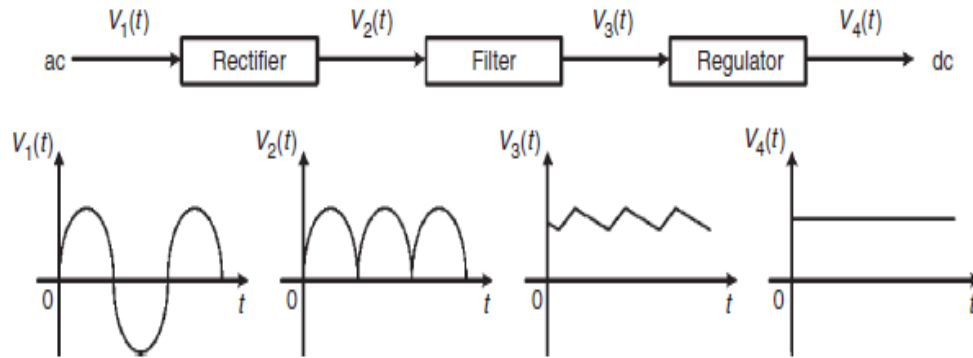 V₁(t) V₂(t) V₃(t) V₄(t)
ac Rectifier Filter Regulator dc
V₁(t) V₂(t) V₃(t) V₄(t)
0 t 0 t 0 t 0 t